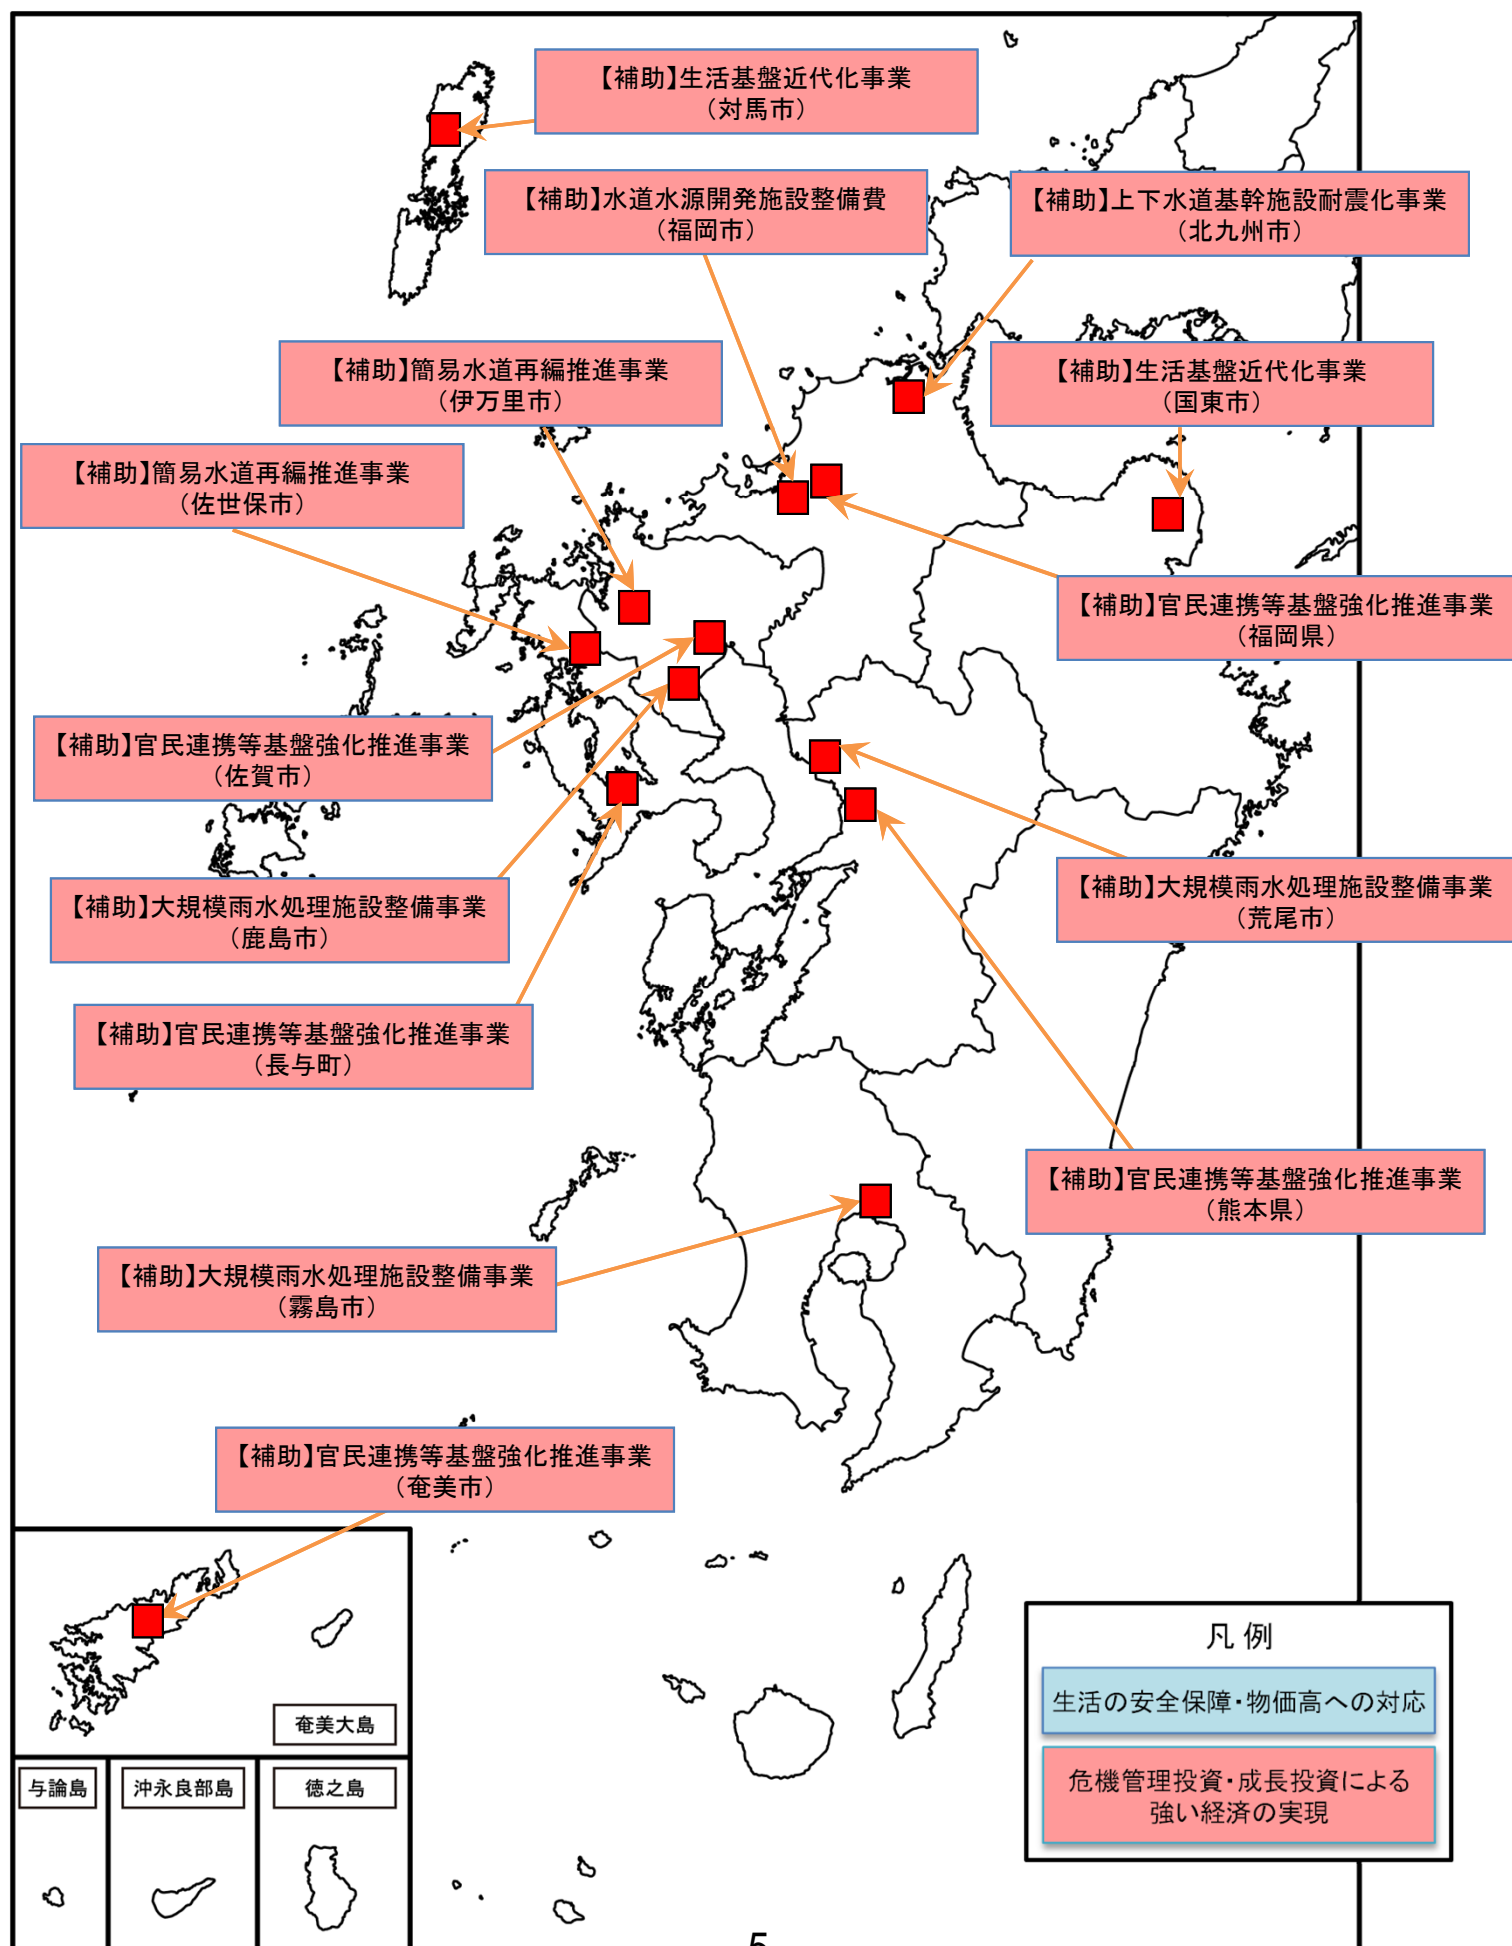 【補助】生活基盤近代化事業
（対馬市）
【補助】水道水源開発施設整備費
（福岡市）
【補助】上下水道基幹施設耐震化事業
（北九州市）
【補助】簡易水道再編推進事業
（伊万里市）
【補助】生活基盤近代化事業
（国東市）
【補助】簡易水道再編推進事業
（佐世保市）
【補助】官民連携等基盤強化推進事業
（福岡県）
【補助】官民連携等基盤強化推進事業
（佐賀市）
【補助】大規模雨水処理施設整備事業
（荒尾市）
【補助】大規模雨水処理施設整備事業
（鹿島市）
【補助】官民連携等基盤強化推進事業
（長与町）
【補助】官民連携等基盤強化推進事業
（熊本県）
【補助】大規模雨水処理施設整備事業
（霧島市）
【補助】官民連携等基盤強化推進事業
（奄美市）
奄美大島
与論島
沖永良部島
徳之島
凡例
生活の安全保障・物価高への対応
危機管理投資・成長投資による
強い経済の実現
5